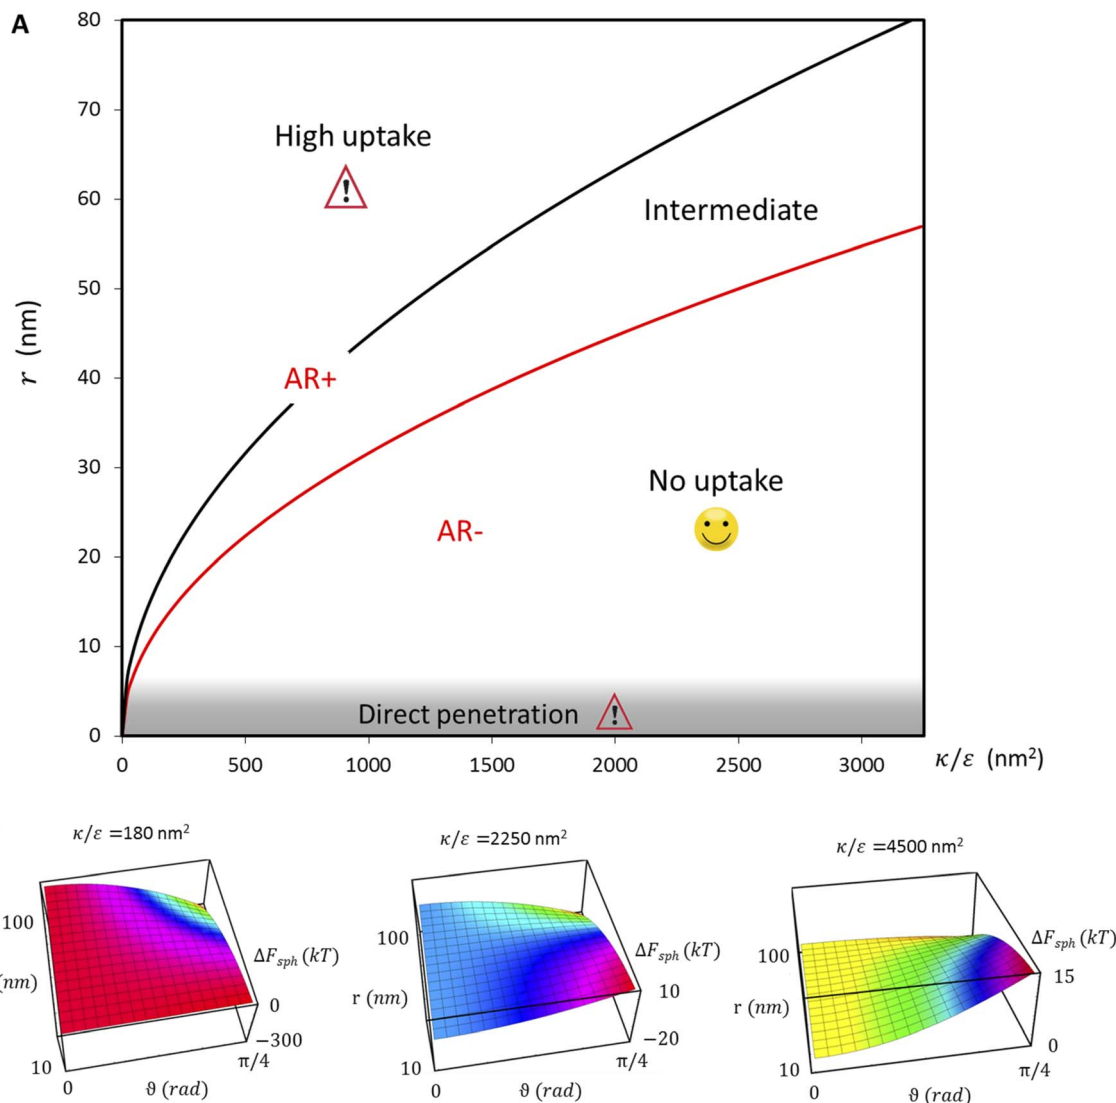 A
80
70
60
50
40
30
20
10
0
r (nm)
High uptake
!
Intermediate
AR+
No uptake
AR-
Direct penetration !
0 500 1000 1500 2000 2500 3000
κ/ε (nm²)
κ/ε =180 nm²
100
(nm)
10
0
ϑ (rad)
π/4
ΔF_sph (kT)
0
−300
κ/ε =2250 nm²
100
r (nm)
10
0
ϑ (rad)
π/4
ΔF_sph (kT)
10
−20
κ/ε =4500 nm²
100
r (nm)
10
0
ϑ (rad)
π/4
ΔF_sph (kT)
15
0